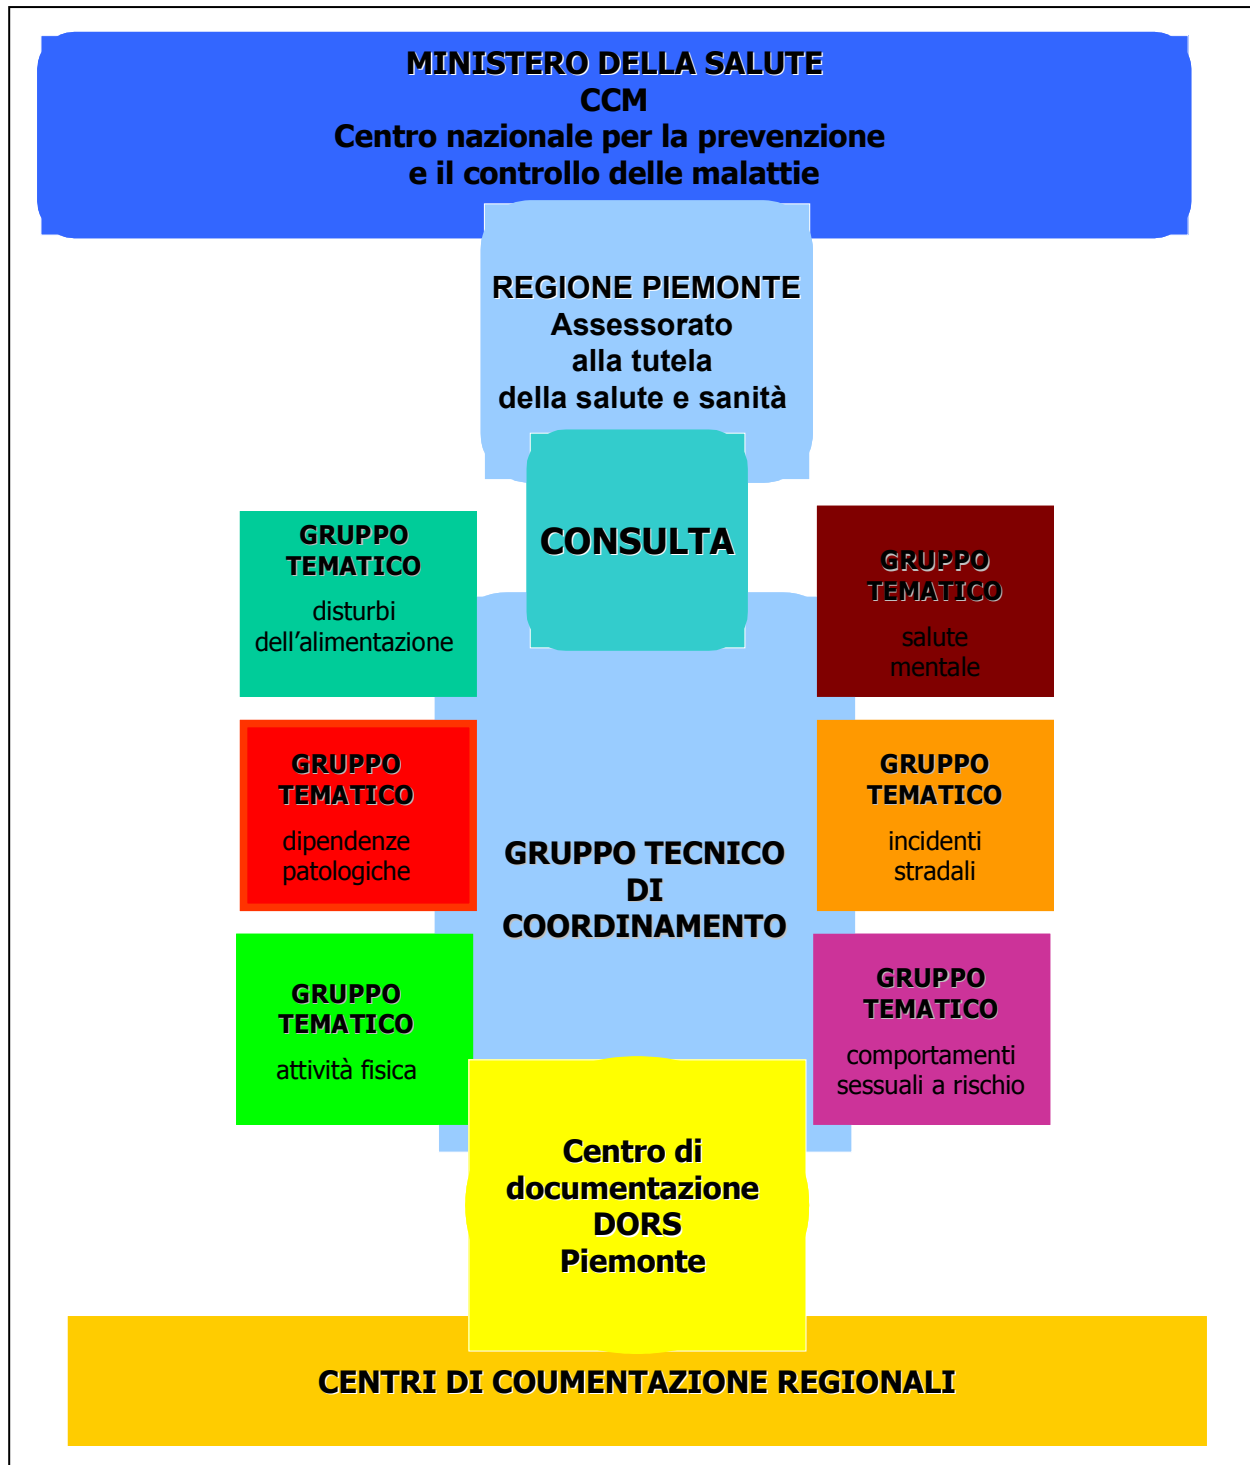 MINISTERO DELLA SALUTE
CCM
Centro nazionale per la prevenzione
e il controllo delle malattie
REGIONE PIEMONTE
Assessorato
alla tutela
della salute e sanità
CONSULTA
GRUPPO
TEMATICO
disturbi
dell’alimentazione
GRUPPO
TEMATICO
salute
mentale
GRUPPO
TEMATICO
dipendenze
patologiche
GRUPPO TECNICO
DI
COORDINAMENTO
GRUPPO
TEMATICO
incidenti
stradali
GRUPPO
TEMATICO
attività fisica
GRUPPO
TEMATICO
comportamenti
sessuali a rischio
Centro di
documentazione
DORS
Piemonte
CENTRI DI COUMENTAZIONE REGIONALI